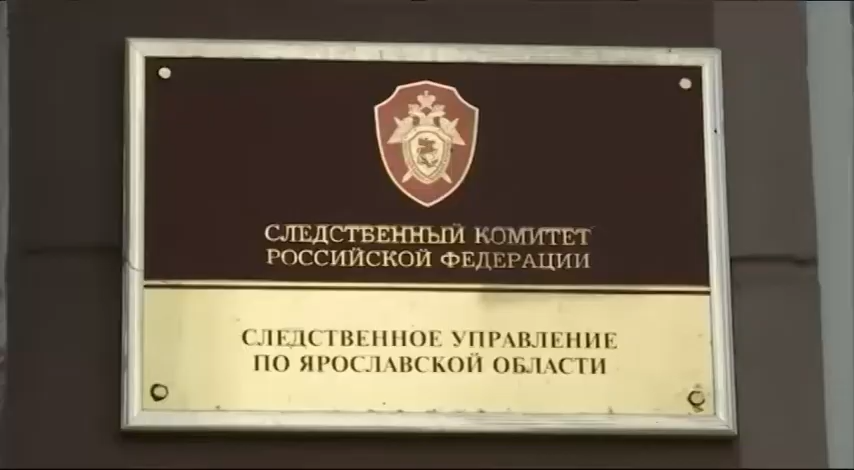 СЛЕДСТВЕННЫЙ КОМИТЕТ
РОССИЙСКОЙ ФЕДЕРАЦИИ
СЛЕДСТВЕННОЕ УПРАВЛЕНИЕ
ПО ЯРОСЛАВСКОЙ ОБЛАСТИ